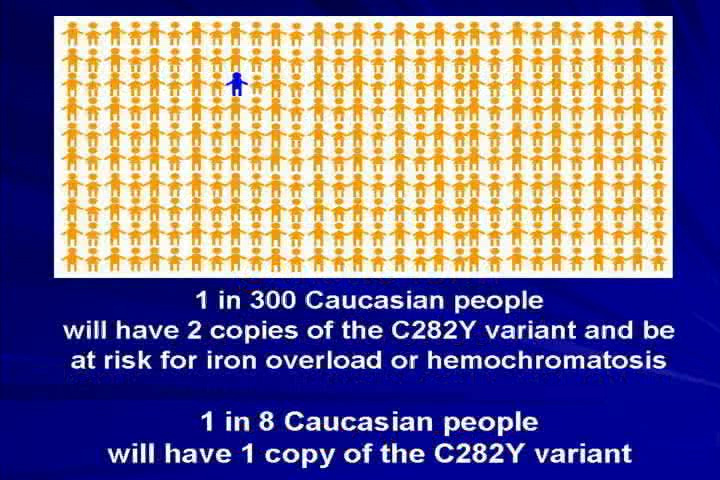 1 in 300 Caucasian people
will have 2 copies of the C282Y variant and be
at risk for iron overload or hemochromatosis
1 in 8 Caucasian people
will have 1 copy of the C282Y variant